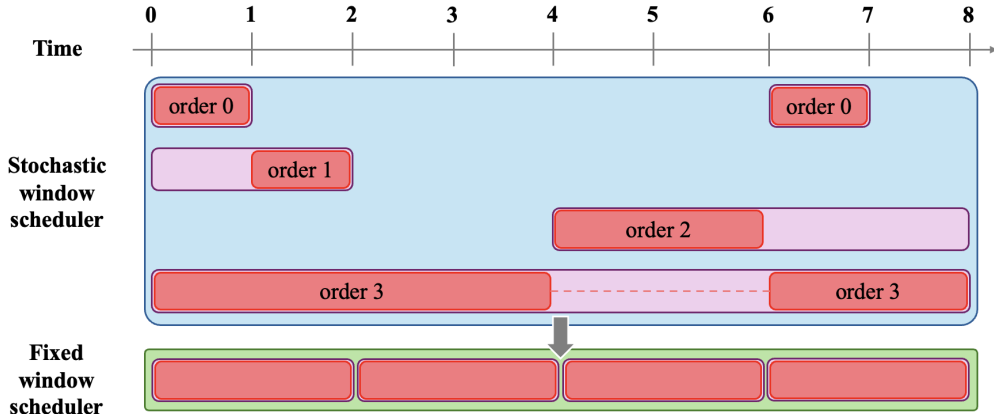 0 1 2 3 4 5 6 7 8
Time
order 0 order 0
order 1
Stochastic
window
scheduler
order 2
order 3 order 3
Fixed
window
scheduler